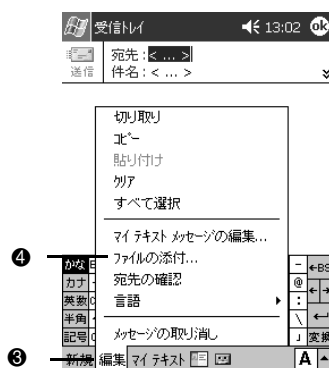 受信トレイ 13:02 ok
送信 宛先:< ... >
件名:< ... >
切り取り
コピー
貼り付け
クリア
すべて選択
マイ テキスト メッセージの編集...
❹ ファイルの添付...
宛先の確認
言語
メッセージの取り消し
かな
カナ @
英数 :
半角 \
記号 変換
←BS
❸ 新規 編集 マイ テキスト A